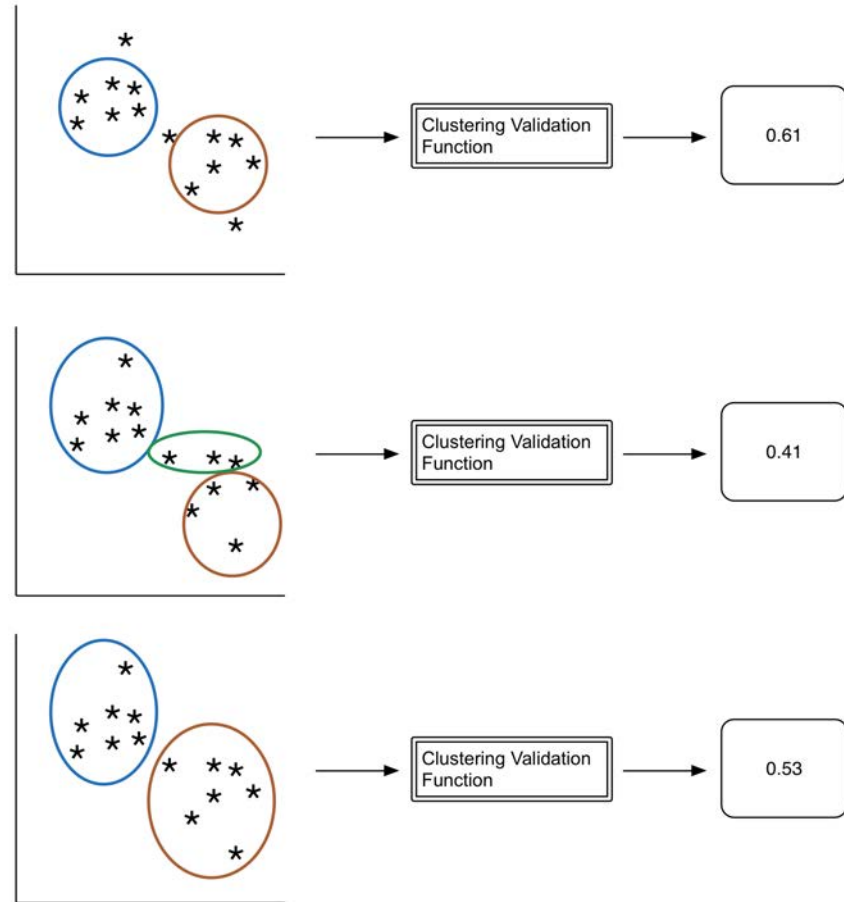 Clustering Validation
Function
0.61
Clustering Validation
Function
0.41
Clustering Validation
Function
0.53